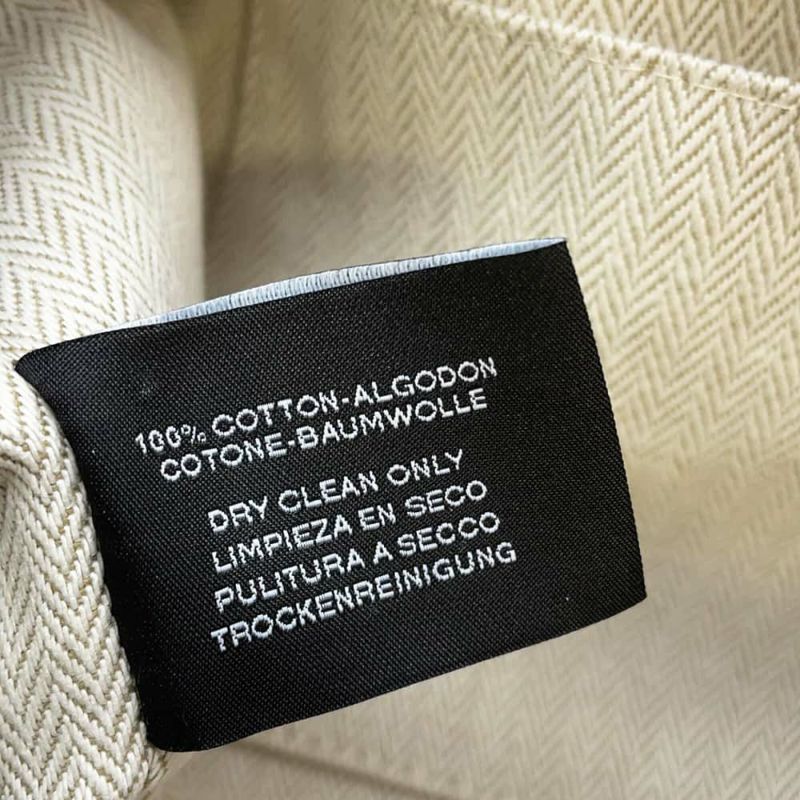 100% COTTON-ALGODON
COTONE-BAUMWOLLE
DRY CLEAN ONLY
LIMPIEZA EN SECO
PULITURA A SECCO
TROCKENREINIGUNG